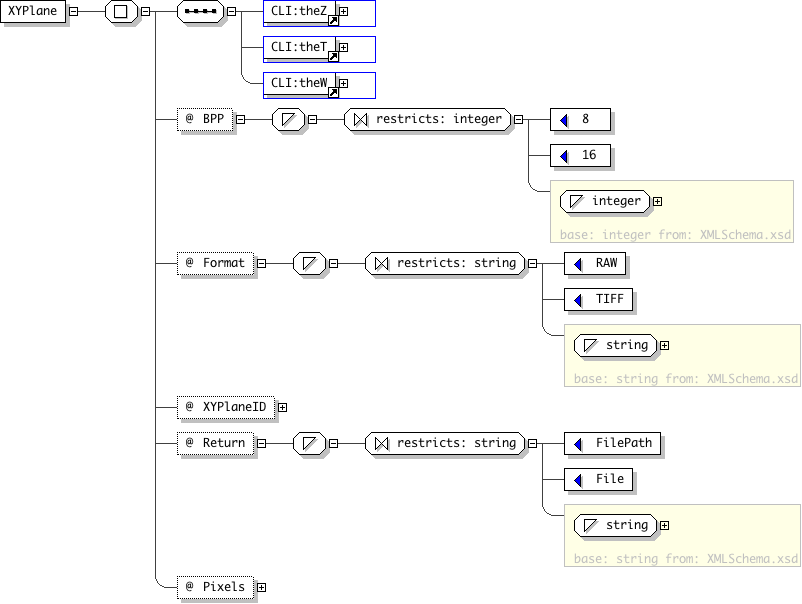 XYPlane
CLI:theZ
CLI:theT
CLI:theW
@ BPP
restricts: integer
8
16
integer
base: integer from: XMLSchema.xsd
@ Format
restricts: string
RAW
TIFF
string
base: string from: XMLSchema.xsd
@ XYPlaneID
@ Return
restricts: string
FilePath
File
string
base: string from: XMLSchema.xsd
@ Pixels